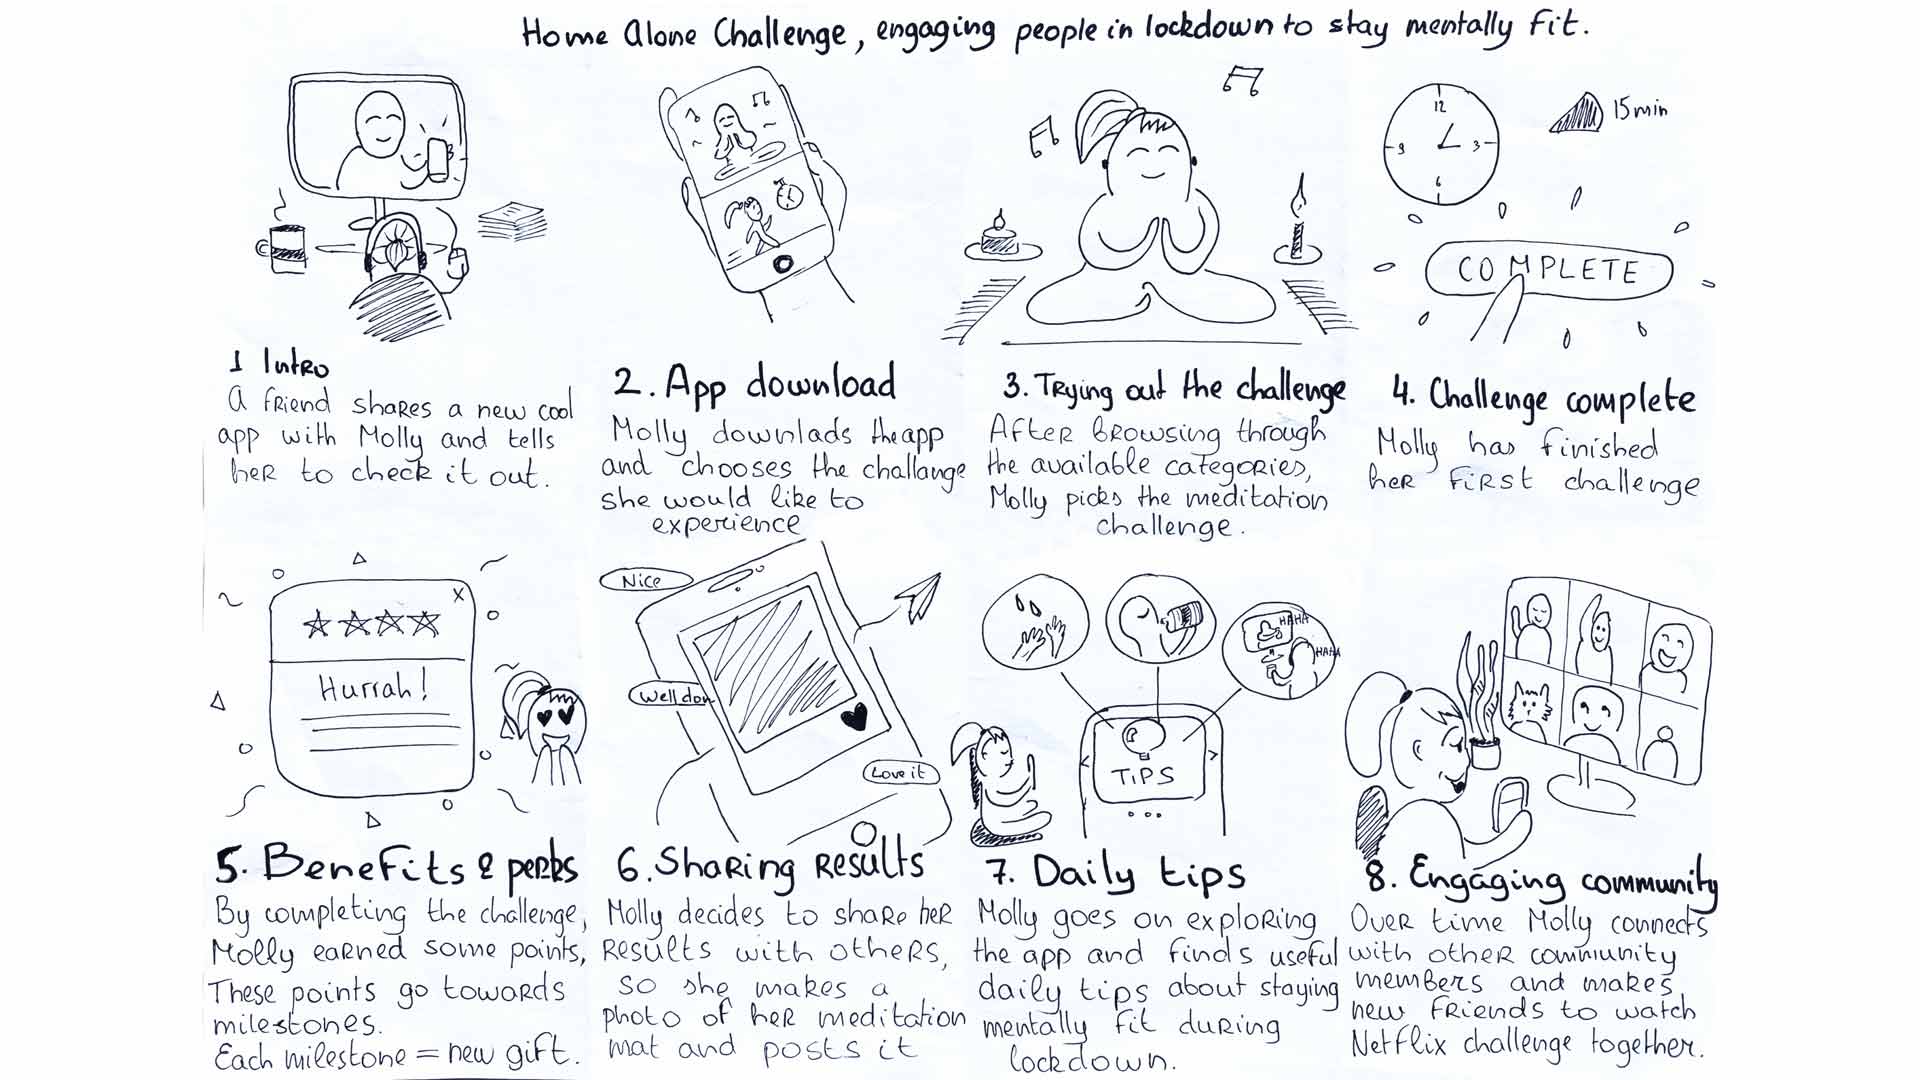 Home Alone Challenge, engaging people in lockdown to stay mentally fit.
12
3
6
9
15 min
COMPLETE
1 Intro
A friend shares a new cool
app with Molly and tells
her to check it out.
2. App download
Molly downlads the app
and chooses the challange
she would like to
experience
3. Trying out the challenge
After browsing through
the available categories,
Molly picks the meditation
challenge.
4. Challenge complete
Molly has finished
her first challenge
X
Hurrah!
Nice
Well don
Love it
HAHA
HAHA
TIPS
5. Benefits & perks
By completing the challenge,
Molly earned some points,
These points go towards
milestones.
Each milestone = new gift.
6. Sharing results
Molly decides to share her
results with others,
so she makes a
photo of her meditation
mat and posts it
7. Daily tips
Molly goes on exploring
the app and finds useful
daily tips about staying
mentally fit during
lockdown.
8. Engaging community
Over time Molly connects
with other community
members and makes
new friends to watch
Netflix challenge together.